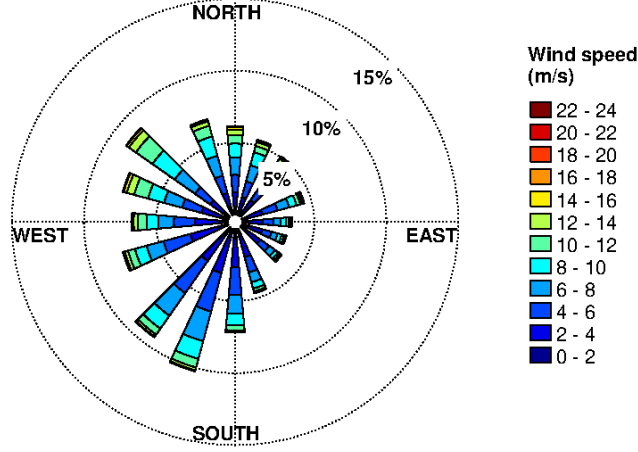 NORTH
15%
10%
5%
WEST
EAST
SOUTH
Wind speed
(m/s)
22 - 24
20 - 22
18 - 20
16 - 18
14 - 16
12 - 14
10 - 12
8 - 10
6 - 8
4 - 6
2 - 4
0 - 2